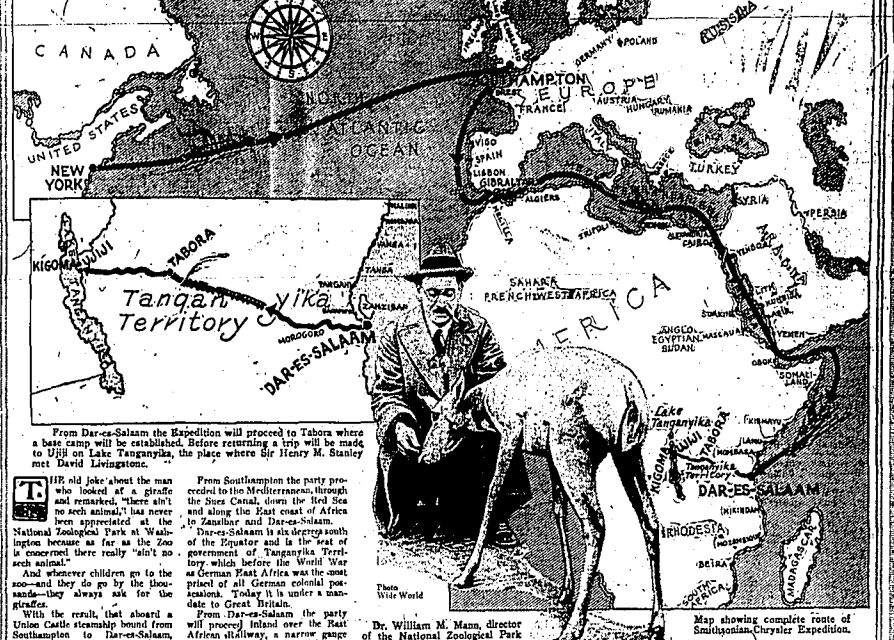 CANADA
UNITED STATES
NEW
YORK
NORTH
ATLANTIC
OCEAN
HAMPTON
EUROPE
RUSSIA
GERMANY
POLAND
BREST
FRANCE
AUSTRIA
HUNGARY
RUMANIA
ITALY
VIGO
SPAIN
LISBON
GIBRALTAR
ALGIERS
TURKEY
SYRIA
PERSIA
TRIPOLI
ARABIA
SAHARA
FRENCH WEST AFRICA
AFRICA
ANGLO
EGYPTIAN
SUDAN
MASSAUA
YEMEN
OBOK
SOMALI-
LAND
KISMAYU
LAMU
MOMBASA
Lake
Tanganyika
KIGOMA
UJIJI
TABORA
Tanganyika
Territory
DAR-ES-SALAAM
MIKINDANI
RHODESIA
MOZAMBIQUE
BEIRA
SOUTH
AFRICA
MADAGASCAR
KIGOMA
UJIJI
TABORA
TANGANYIKA
Tanganyika
Territory
TANGA
ZANZIBAR
MOROGORO
DAR-ES-SALAAM
From Dar-es-Salaam the Expedition will proceed to Tabora where
a base camp will be established. Before returning a trip will be made
to Ujiji on Lake Tanganyika, the place where Sir Henry M. Stanley
met David Livingstone.
THE old joke about the man
who looked at a giraffe
and remarked, "there ain't
no sech animal," has never
been appreciated at the
National Zoological Park at Wash-
ington because as far as the Zoo
is concerned there really "ain't no
sech animal."
And whenever children go to the
zoo—and they do go by the thou-
sands—they always ask for the
giraffes.
With the result, that aboard a
Union Castle steamship bound from
Southampton to Dar-es-Salaam,
From Southampton the party pro-
ceeded to the Mediterranean, through
the Suez Canal, down the Red Sea
and along the East coast of Africa
to Zanzibar and Dar-es-Salaam.
Dar-es-Salaam is six degrees south
of the Equator and is the seat of
government of Tanganyika Terri-
tory which before the World War
as German East Africa was the most
prized of all German colonial pos-
sessions. Today it is under a man-
date to Great Britain.
From Dar-es-Salaam the party
will proceed inland over the East
African Railway, a narrow gauge
Photo
Wide World
Dr. William M. Mann, director
of the National Zoological Park
Map showing complete route of
Smithsonian-Chrysler Expedition.